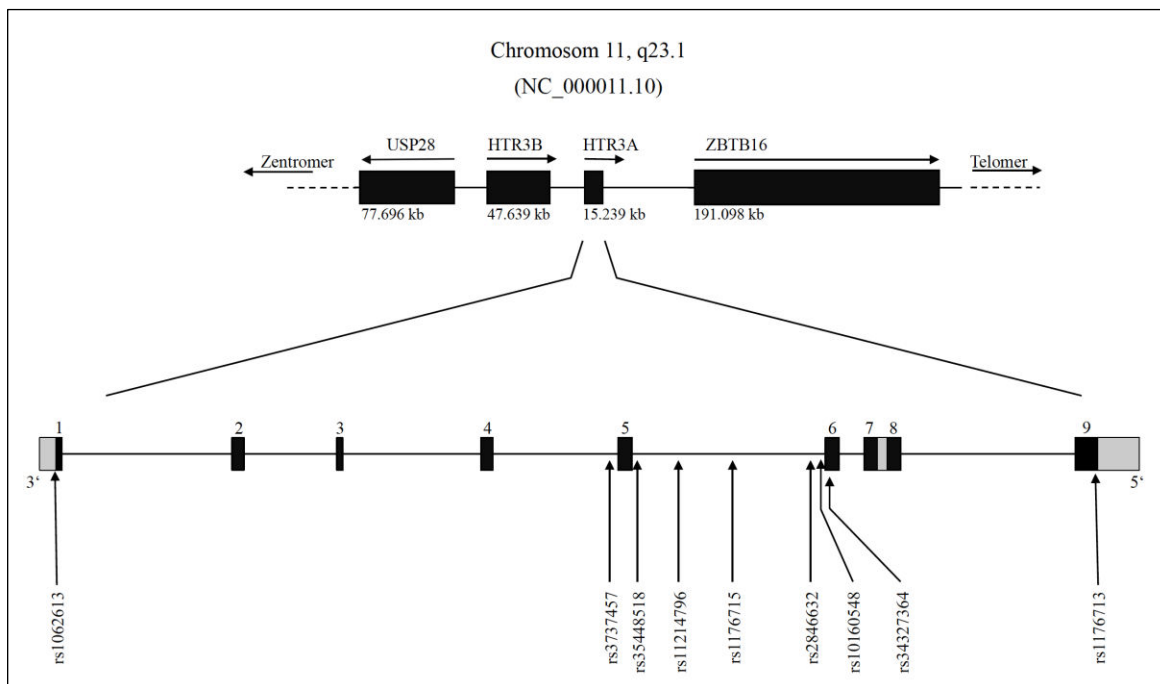 Chromosom 11, q23.1
(NC_000011.10)
Zentromer
USP28
HTR3B
HTR3A
ZBTB16
Telomer
77.696 kb
47.639 kb
15.239 kb
191.098 kb
1
2
3
4
5
6
7
8
9
3‘
5‘
rs1062613
rs3737457
rs35448518
rs11214796
rs1176715
rs2846632
rs10160548
rs34327364
rs1176713